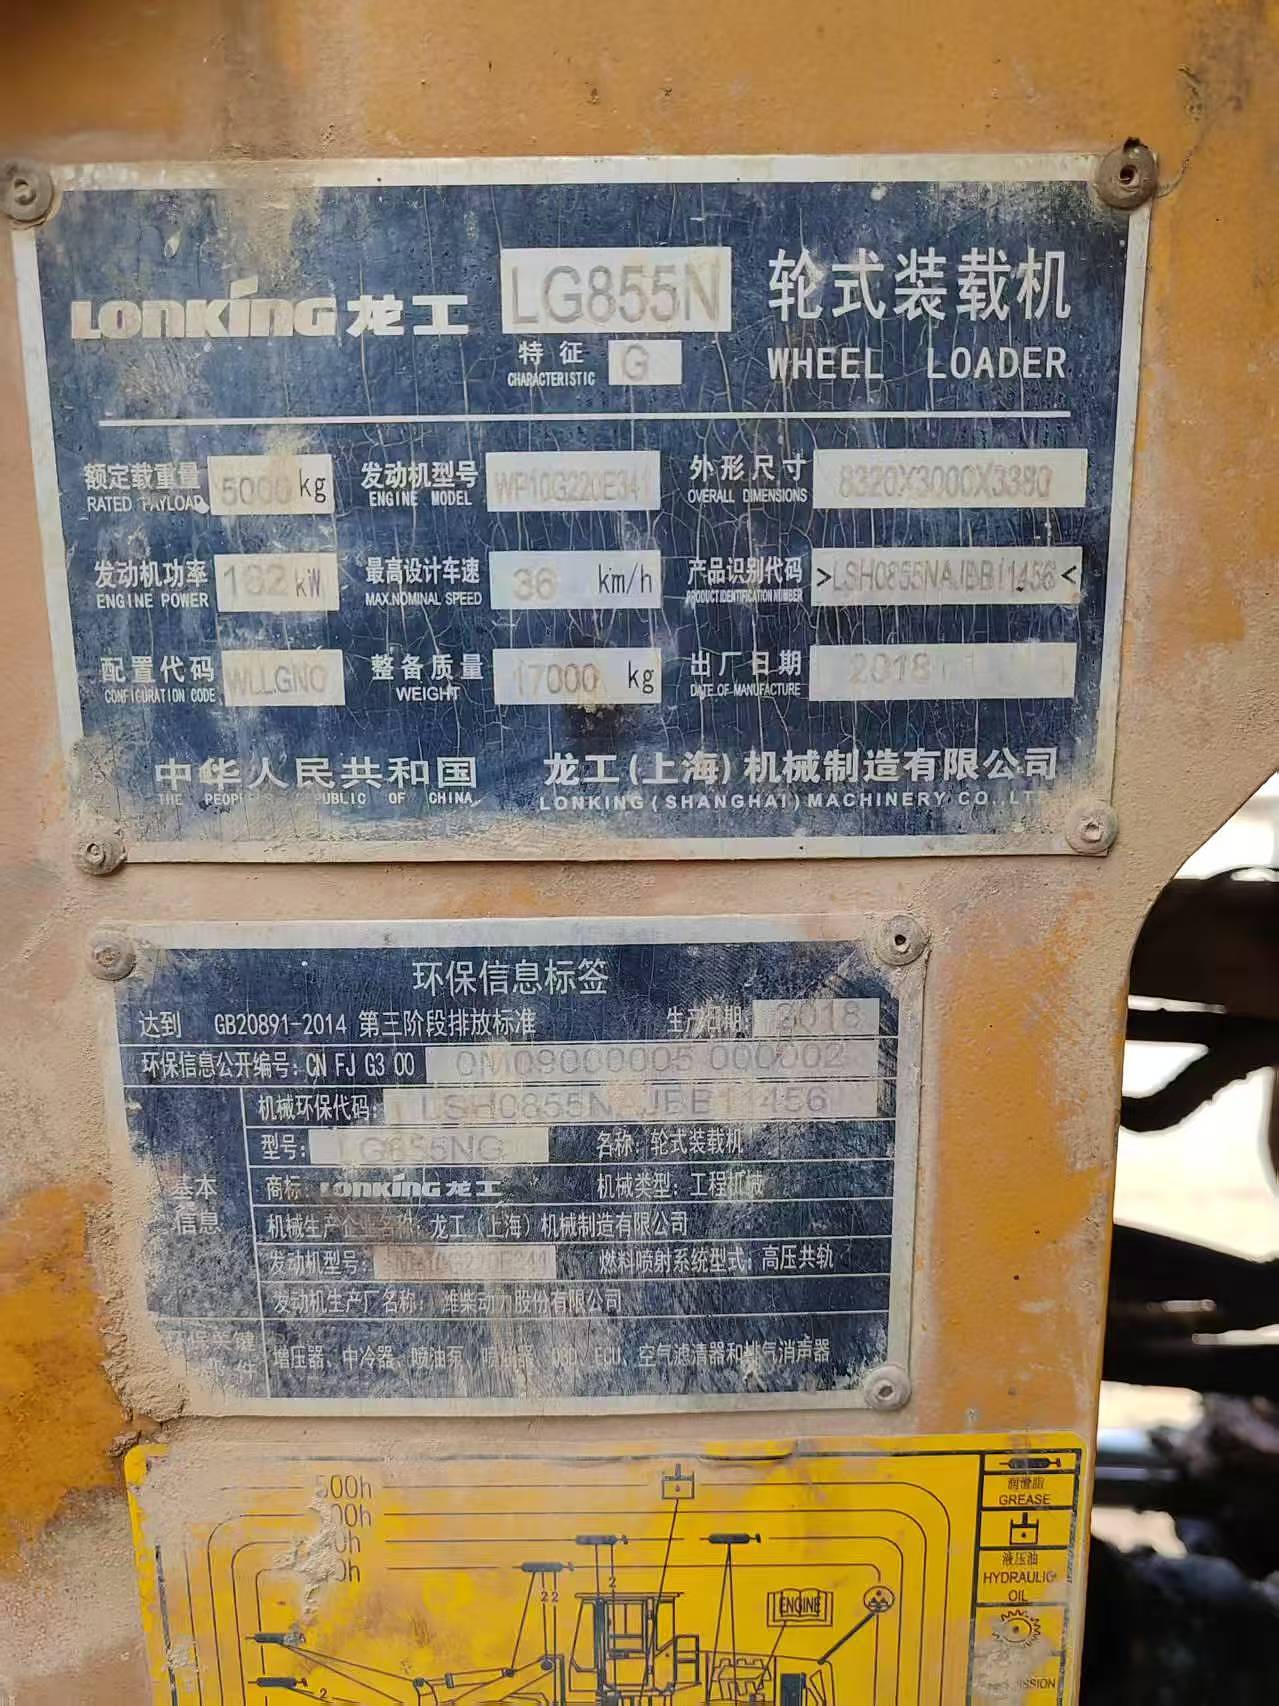 LONKING 龙工 LG855N 轮式装载机
特征 G
CHARACTERISTIC
WHEEL LOADER
额定载重量 5000 kg 发动机型号 WP10G220E341 外形尺寸 8320X3000X3380
RATED PAYLOAD ENGINE MODEL OVERALL DIMENSIONS
发动机功率 162 kW 最高设计车速 36 km/h 产品识别代码 >LSH0855NAJBB11456<
ENGINE POWER MAX.NOMINAL SPEED PRODUCT IDENTIFICATION NUMBER
配置代码 整备质量 17000 kg 出厂日期 2018
CONFIGURATION CODE WEIGHT DATE OF MANUFACTURE
中华人民共和国 龙工(上海)机械制造有限公司
THE PEOPLE'S REPUBLIC OF CHINA LONKING(SHANGHAI)MACHINERY CO.,LT
环保信息标签
达到 GB20891-2014 第三阶段排放标准 生产日期: 2018
环保信息公开编号: CN FJ G3 00 0M09000005 000002
机械环保代码: LSH0855NAJBB11456
型号: LG855NG 名称: 轮式装载机
基本
信息
商标: LONKING 龙工 机械类型: 工程机械
机械生产企业名称: 龙工(上海)机械制造有限公司
发动机型号: 燃料喷射系统型式: 高压共轨
发动机生产厂名称: 潍柴动力股份有限公司
环保关键
件
增压器、中冷器、喷油泵、喷油器、OBD、ECU、空气滤清器和排气消声器
500h
00h
0h
0h
2
2 2
2
ENGINE
润滑脂
GREASE
液压油
HYDRAULIC
OIL